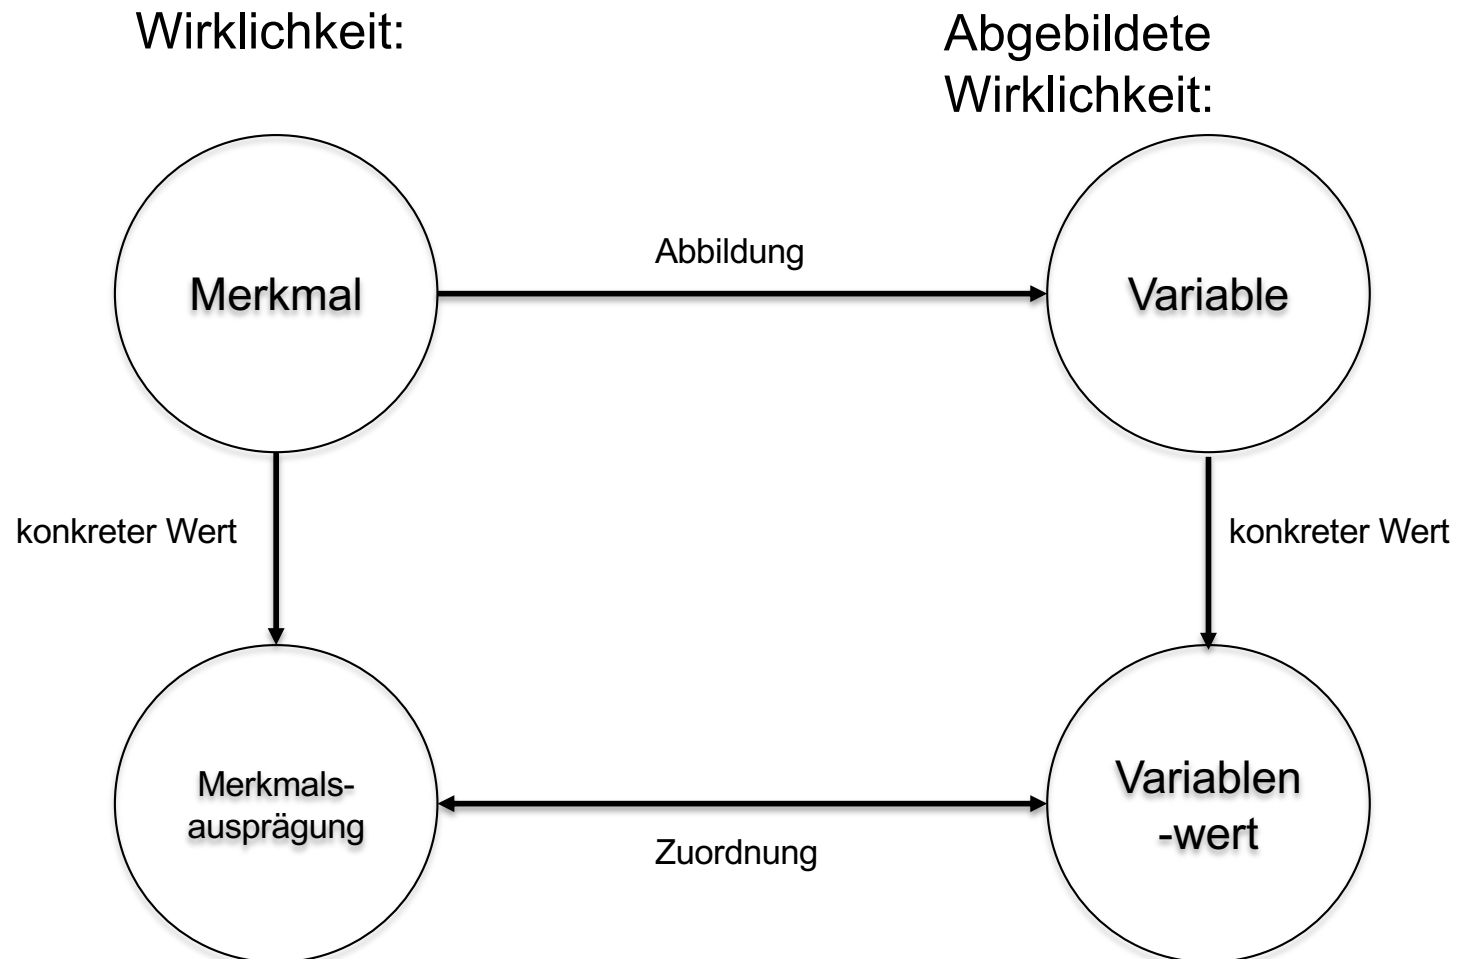 Wirklichkeit:
Abgebildete
Wirklichkeit:
Abbildung
Merkmal
Variable
konkreter Wert
konkreter Wert
Merkmals-
ausprägung
Variablen
-wert
Zuordnung